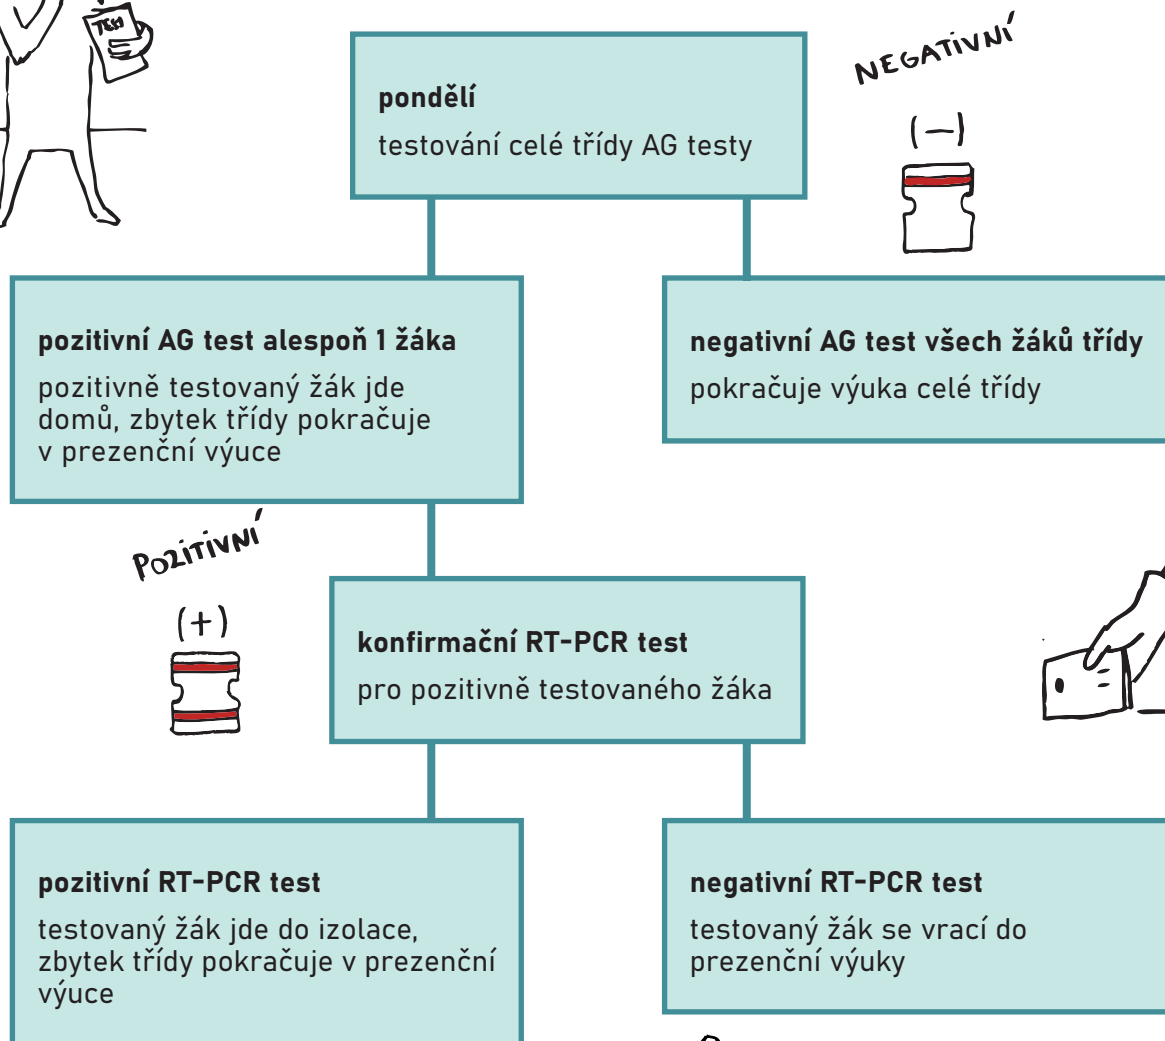 TEST
NEGATIVNÍ
(−)
pondělí
testování celé třídy AG testy
pozitivní AG test alespoň 1 žáka
pozitivně testovaný žák jde
domů, zbytek třídy pokračuje
v prezenční výuce
negativní AG test všech žáků třídy
pokračuje výuka celé třídy
POZITIVNÍ
(+)
konfirmační RT-PCR test
pro pozitivně testovaného žáka
pozitivní RT-PCR test
testovaný žák jde do izolace,
zbytek třídy pokračuje v prezenční
výuce
negativní RT-PCR test
testovaný žák se vrací do
prezenční výuky